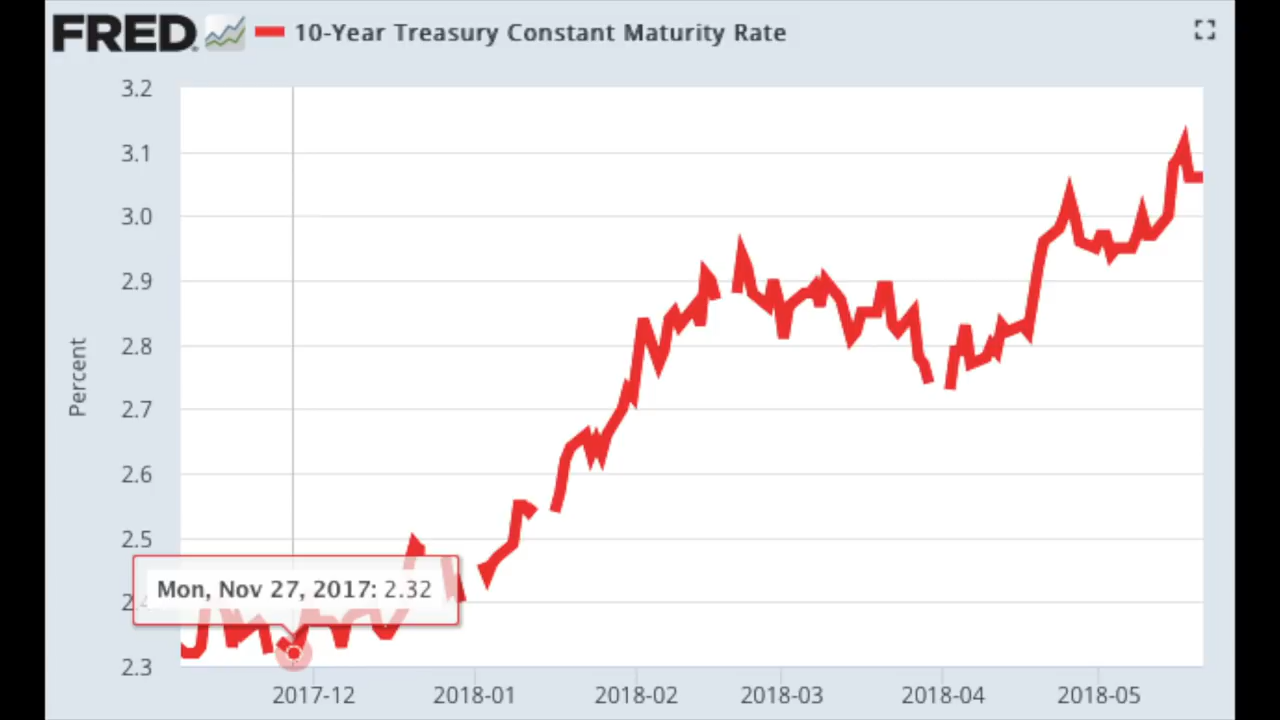 FRED 10-Year Treasury Constant Maturity Rate
3.2
3.1
3.0
2.9
2.8
2.7
2.6
2.5
2.4
2.3
Percent
Mon, Nov 27, 2017: 2.32
2017-12 2018-01 2018-02 2018-03 2018-04 2018-05